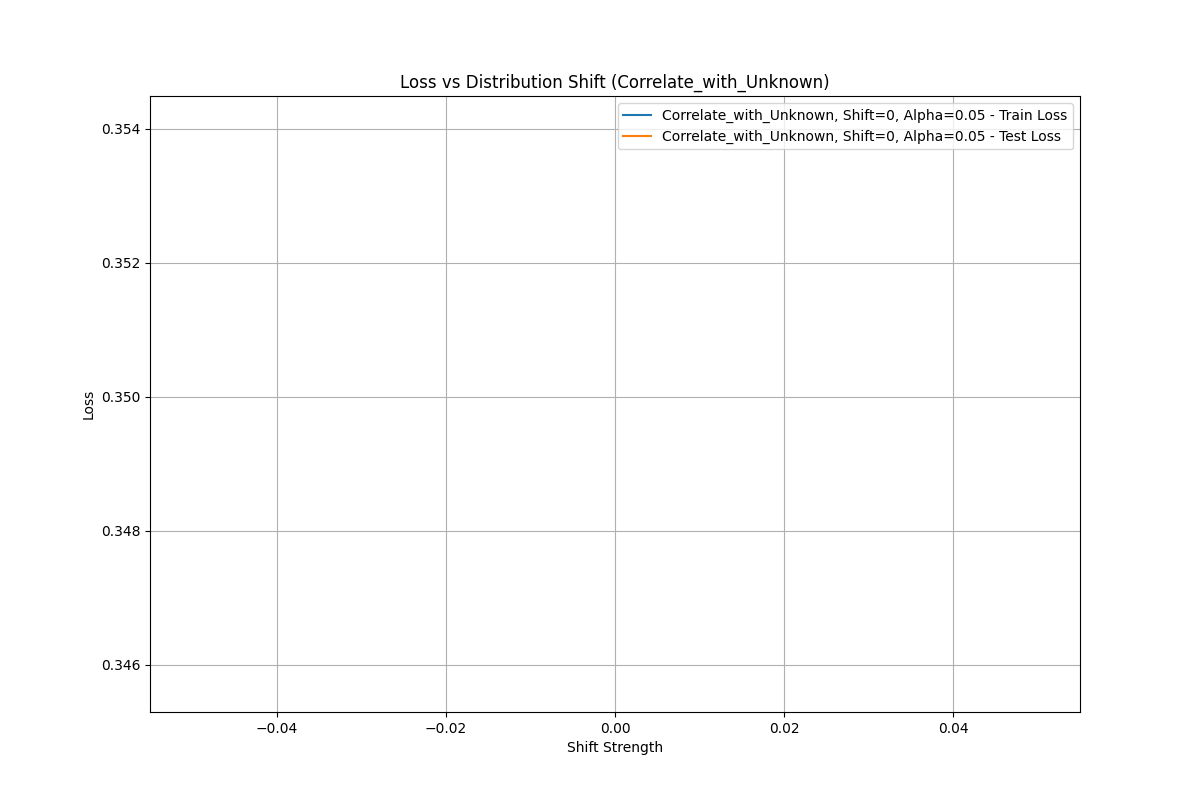 Loss vs Distribution Shift (Correlate_with_Unknown)
Correlate_with_Unknown, Shift=0, Alpha=0.05 - Train Loss
Correlate_with_Unknown, Shift=0, Alpha=0.05 - Test Loss
0.354
0.352
0.350
0.348
0.346
Loss
−0.04
−0.02
0.00
0.02
0.04
Shift Strength